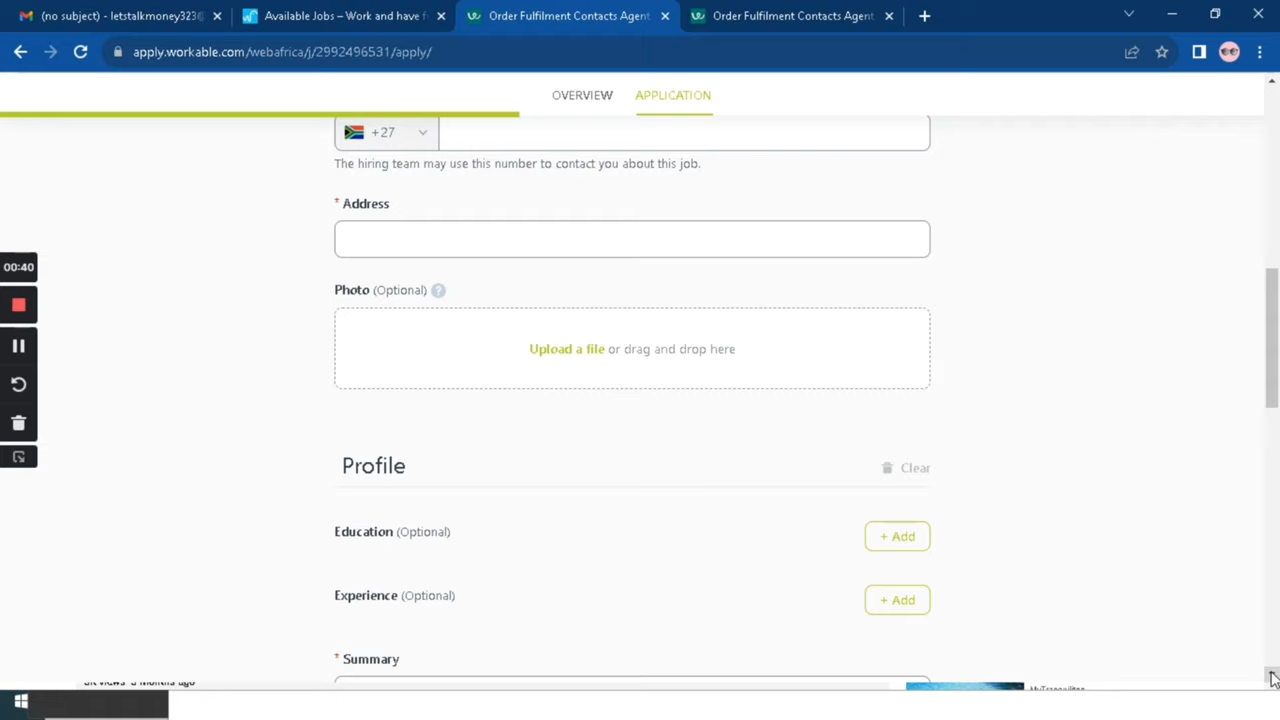 (no subject) - letstalkmoney323@
Available Jobs – Work and have f
Order Fulfilment Contacts Agent
Order Fulfilment Contacts Agent
apply.workable.com/webafrica/j/2992496531/apply/
OVERVIEW
APPLICATION
+27
The hiring team may use this number to contact you about this job.
* Address
00:40
Photo (Optional) ?
Upload a file or drag and drop here
Profile
Clear
Education (Optional)
+ Add
Experience (Optional)
+ Add
* Summary